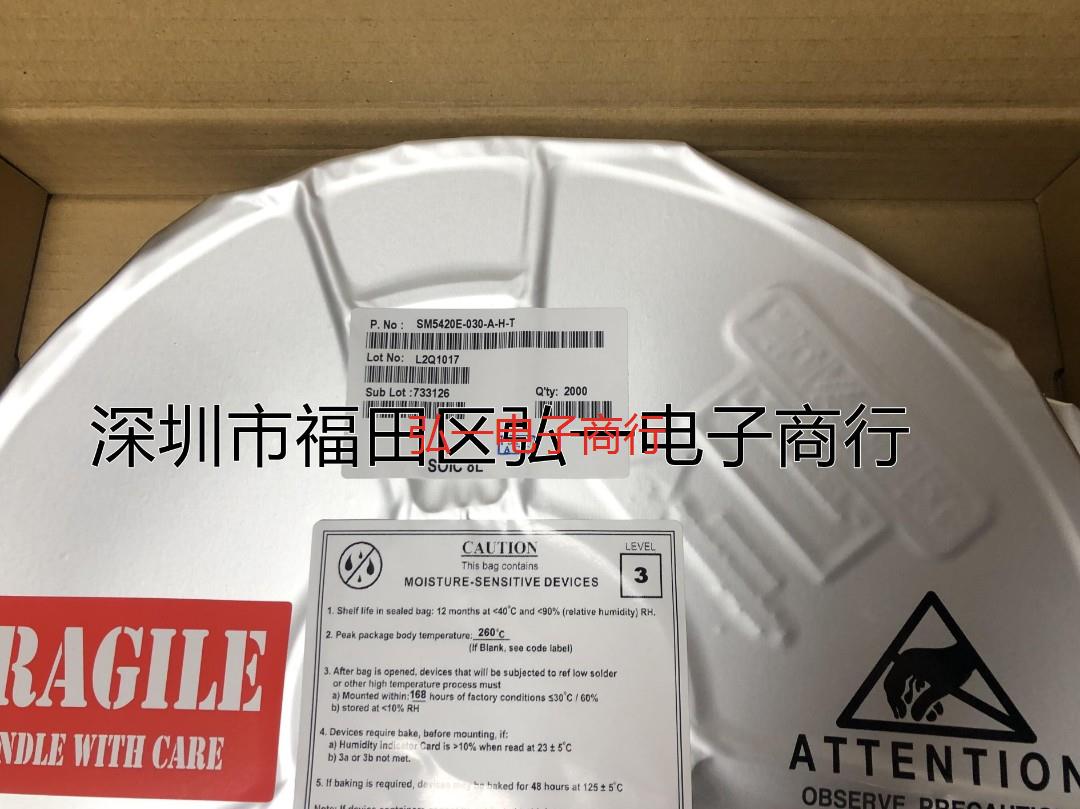 P. No : SM5420E-030-A-H-T
Lot No: L2Q1017
Sub Lot :733126 Q'ty: 2000
深圳市福田区弘一电子商行
弘一电子商行
SOIC 8L
CAUTION
This bag contains
MOISTURE-SENSITIVE DEVICES
LEVEL
3
1. Shelf life in sealed bag: 12 months at <40°C and <90% (relative humidity) RH.
2. Peak package body temperature: 260°C
(If Blank, see code label)
3. After bag is opened, devices that will be subjected to ref low solder
or other high temperature process must
a) Mounted within: 168 hours of factory conditions ≤30°C / 60%
b) stored at <10% RH
4. Devices require bake, before mounting, if:
a) Humidity indicator Card is >10% when read at 23 ± 5°C
b) 3a or 3b not met.
5. If baking is required, devices may be baked for 48 hours at 125 ± 5°C
RAGILE
NDLE WITH CARE
ATTENTION
OBSERVE